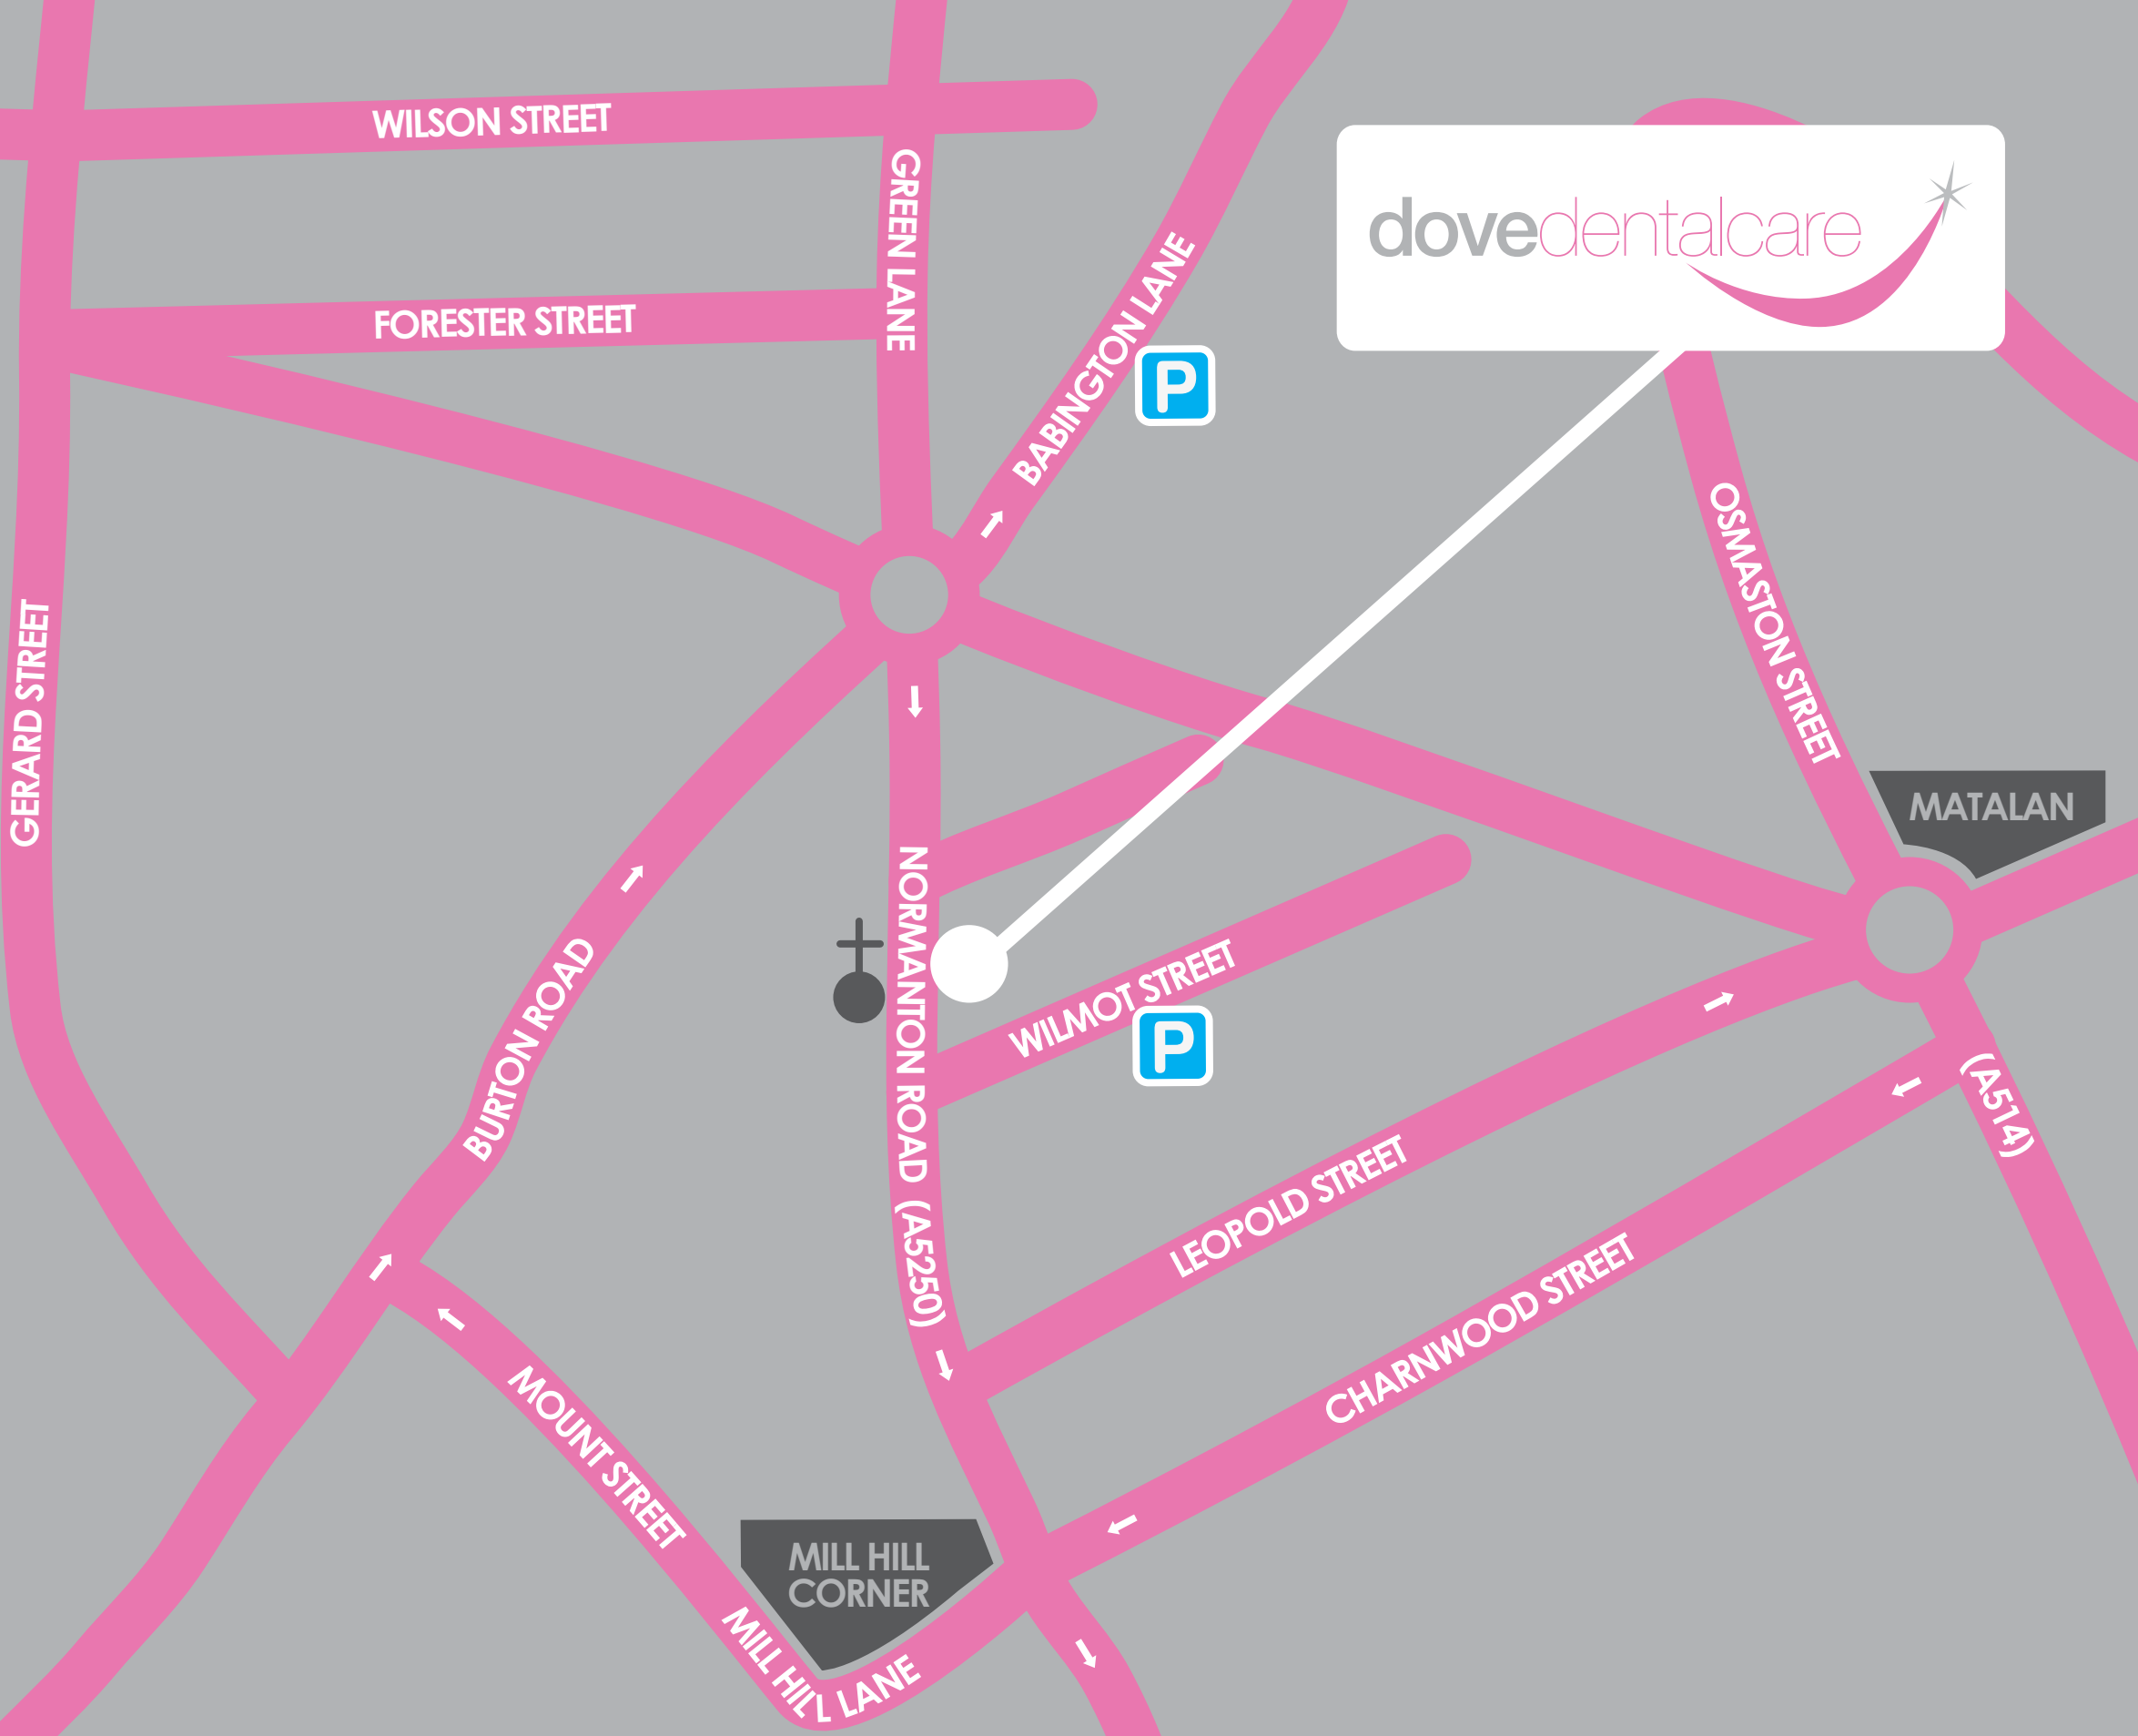 WILSON STREET
GREEN LANE
dovedentalcare
BABINGTON LANE
FORESTER STREET
P
OSMASTON STREET
GERARD STREET
MATALAN
NORMANTON ROAD (A5250)
BURTON ROAD
WILMOT STREET
P
(A514)
LEOPOLD STREET
CHARNWOOD STREET
MOUNT STREET
MILL HILL
CORNER
MILL HILL LANE